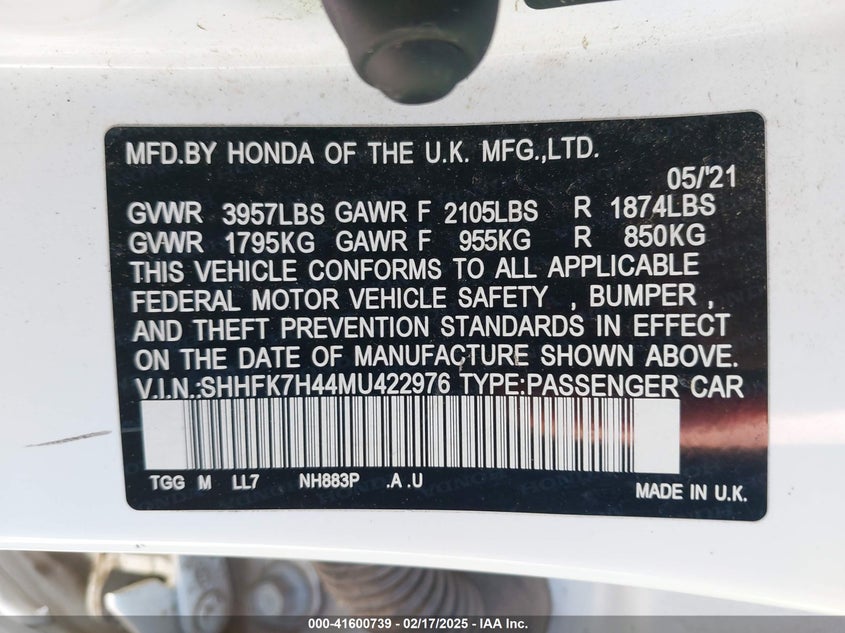 MFD.BY HONDA OF THE U.K. MFG.,LTD.
05/'21
GVWR 3957LBS GAWR F 2105LBS R 1874LBS
GVWR 1795KG GAWR F 955KG R 850KG
THIS VEHICLE CONFORMS TO ALL APPLICABLE
FEDERAL MOTOR VEHICLE SAFETY , BUMPER ,
AND THEFT PREVENTION STANDARDS IN EFFECT
ON THE DATE OF MANUFACTURE SHOWN ABOVE.
V.I.N.:SHHFK7H44MU422976 TYPE:PASSENGER CAR
TGG M LL7 NH883P .A .U
MADE IN U.K.
000-41600739 - 02/17/2025 - IAA Inc.